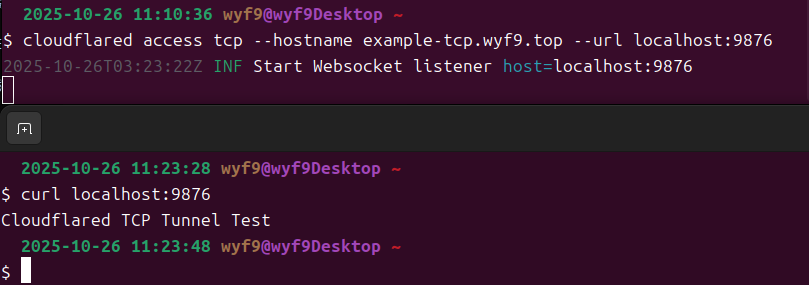 2025-10-26 11:10:36 wyf9@wyf9Desktop ~
$ cloudflared access tcp --hostname example-tcp.wyf9.top --url localhost:9876
2025-10-26T03:23:22Z INF Start Websocket listener host=localhost:9876
2025-10-26 11:23:28 wyf9@wyf9Desktop ~
$ curl localhost:9876
Cloudflared TCP Tunnel Test
2025-10-26 11:23:48 wyf9@wyf9Desktop ~
$